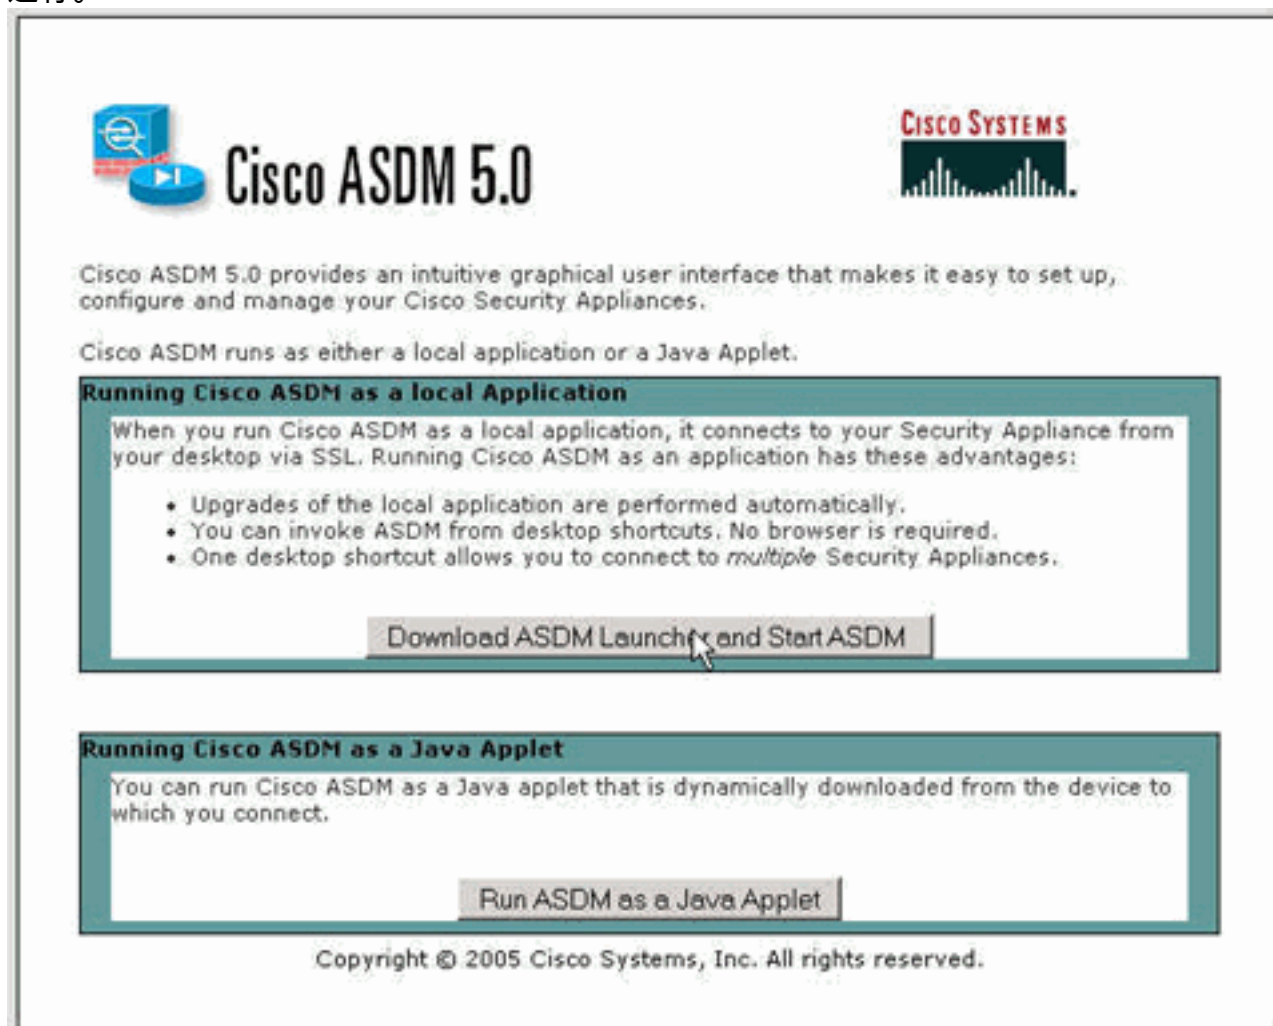 运行。
Cisco ASDM 5.0
CISCO SYSTEMS
Cisco ASDM 5.0 provides an intuitive graphical user interface that makes it easy to set up,
configure and manage your Cisco Security Appliances.
Cisco ASDM runs as either a local application or a Java Applet.
Running Cisco ASDM as a local Application
When you run Cisco ASDM as a local application, it connects to your Security Appliance from
your desktop via SSL. Running Cisco ASDM as an application has these advantages:
• Upgrades of the local application are performed automatically.
• You can invoke ASDM from desktop shortcuts. No browser is required.
• One desktop shortcut allows you to connect to multiple Security Appliances.
Download ASDM Launcher and Start ASDM
Running Cisco ASDM as a Java Applet
You can run Cisco ASDM as a Java applet that is dynamically downloaded from the device to
which you connect.
Run ASDM as a Java Applet
Copyright © 2005 Cisco Systems, Inc. All rights reserved.